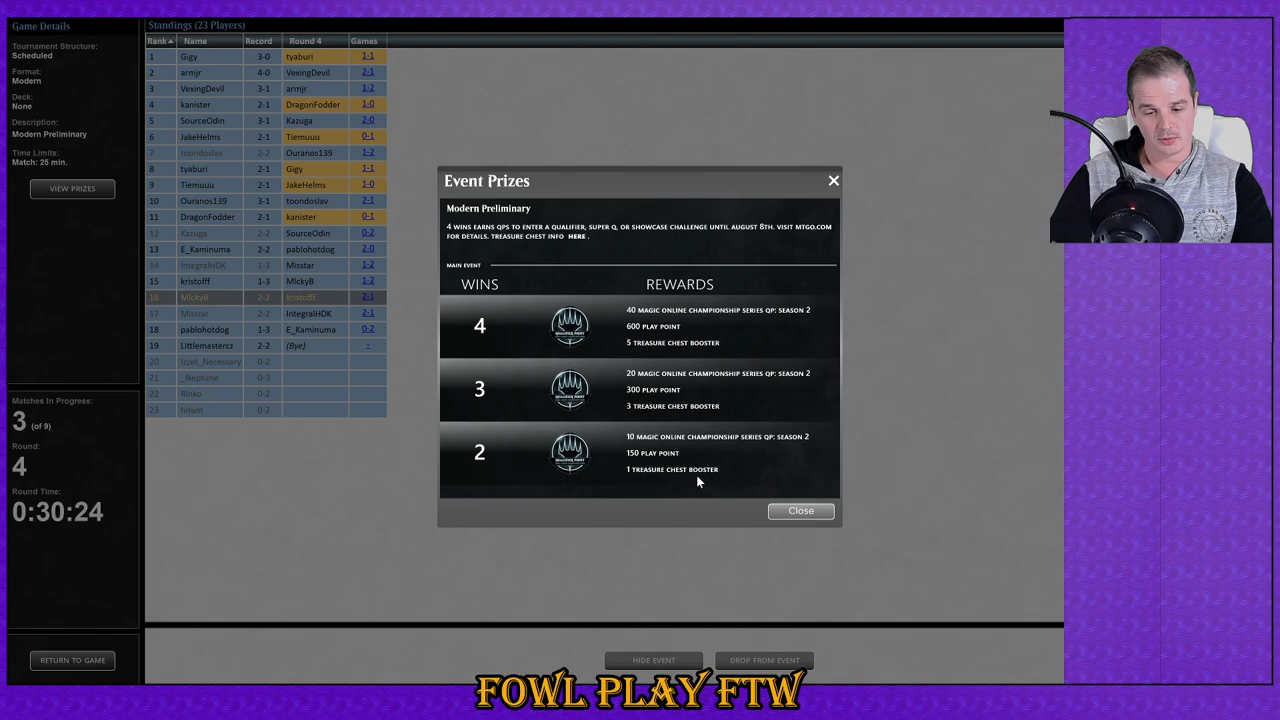 Game Details
Tournament Structure:
Scheduled
Format:
Modern
Deck:
None
Description:
Modern Preliminary
Time Limits:
Match: 25 min.
VIEW PRIZES
Matches In Progress:
3 (of 9)
Round:
4
Round Time:
0:30:24
RETURN TO GAME
Standings (23 Players)
Rank Name Record Round 4 Games
1 Gigy 3-0 tyaburi 1-1
2 armjr 4-0 VexingDevil 2-1
3 VexingDevil 3-1 armjr 1-2
4 kanister 2-1 DragonFodder 1-0
5 SourceOdin 3-1 Kazuga 2-0
6 JakeHelms 2-1 Tiemuuu 0-1
7 toondoslav 2-2 Ouranos139 1-2
8 tyaburi 2-1 Gigy 1-1
9 Tiemuuu 2-1 JakeHelms 1-0
10 Ouranos139 3-1 toondoslav 2-1
11 DragonFodder 2-1 kanister 0-1
12 Kazuga 2-2 SourceOdin 0-2
13 E_Kaminuma 2-2 pablohotdog 2-0
14 IntegralHDK 1-3 Misstar 1-2
15 kristofff 1-3 MIckyB 1-2
16 MIckyB 2-2 kristofff 2-1
17 Misstar 2-2 IntegralHDK 2-1
18 pablohotdog 1-3 E_Kaminuma 0-2
19 Littlemastercz 2-2 (Bye) -
20 Izzet_Necessary 0-2
21 _Neptune 0-3
22 Rinko 0-2
23 hitum 0-2
Event Prizes
Modern Preliminary
4 WINS EARNS QPS TO ENTER A QUALIFIER, SUPER Q, OR SHOWCASE CHALLENGE UNTIL AUGUST 8TH. VISIT MTGO.COM
FOR DETAILS. TREASURE CHEST INFO HERE .
MAIN EVENT
WINS REWARDS
4
40 MAGIC ONLINE CHAMPIONSHIP SERIES QP: SEASON 2
600 PLAY POINT
5 TREASURE CHEST BOOSTER
3
20 MAGIC ONLINE CHAMPIONSHIP SERIES QP: SEASON 2
300 PLAY POINT
3 TREASURE CHEST BOOSTER
2
10 MAGIC ONLINE CHAMPIONSHIP SERIES QP: SEASON 2
150 PLAY POINT
1 TREASURE CHEST BOOSTER
Close
HIDE EVENT
DROP FROM EVENT
FOWL PLAY FTW